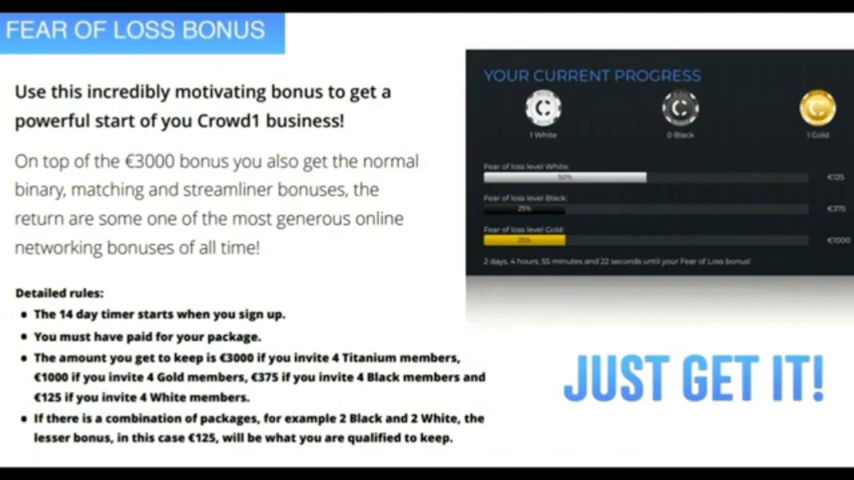 FEAR OF LOSS BONUS
Use this incredibly motivating bonus to get a
powerful start of you Crowd1 business!
On top of the €3000 bonus you also get the normal
binary, matching and streamliner bonuses, the
return are some one of the most generous online
networking bonuses of all time!
Detailed rules:
• The 14 day timer starts when you sign up.
• You must have paid for your package.
• The amount you get to keep is €3000 if you invite 4 Titanium members,
€1000 if you invite 4 Gold members, €375 if you invite 4 Black members and
€125 if you invite 4 White members.
• If there is a combination of packages, for example 2 Black and 2 White, the
lesser bonus, in this case €125, will be what you are qualified to keep.
YOUR CURRENT PROGRESS
1 White 0 Black 1 Gold
Fear of loss level White:
50% €125
Fear of loss level Black:
25% €375
Fear of loss level Gold:
25% €1000
2 days, 4 hours, 55 minutes and 22 seconds until your Fear of Loss bonus!
JUST GET IT!